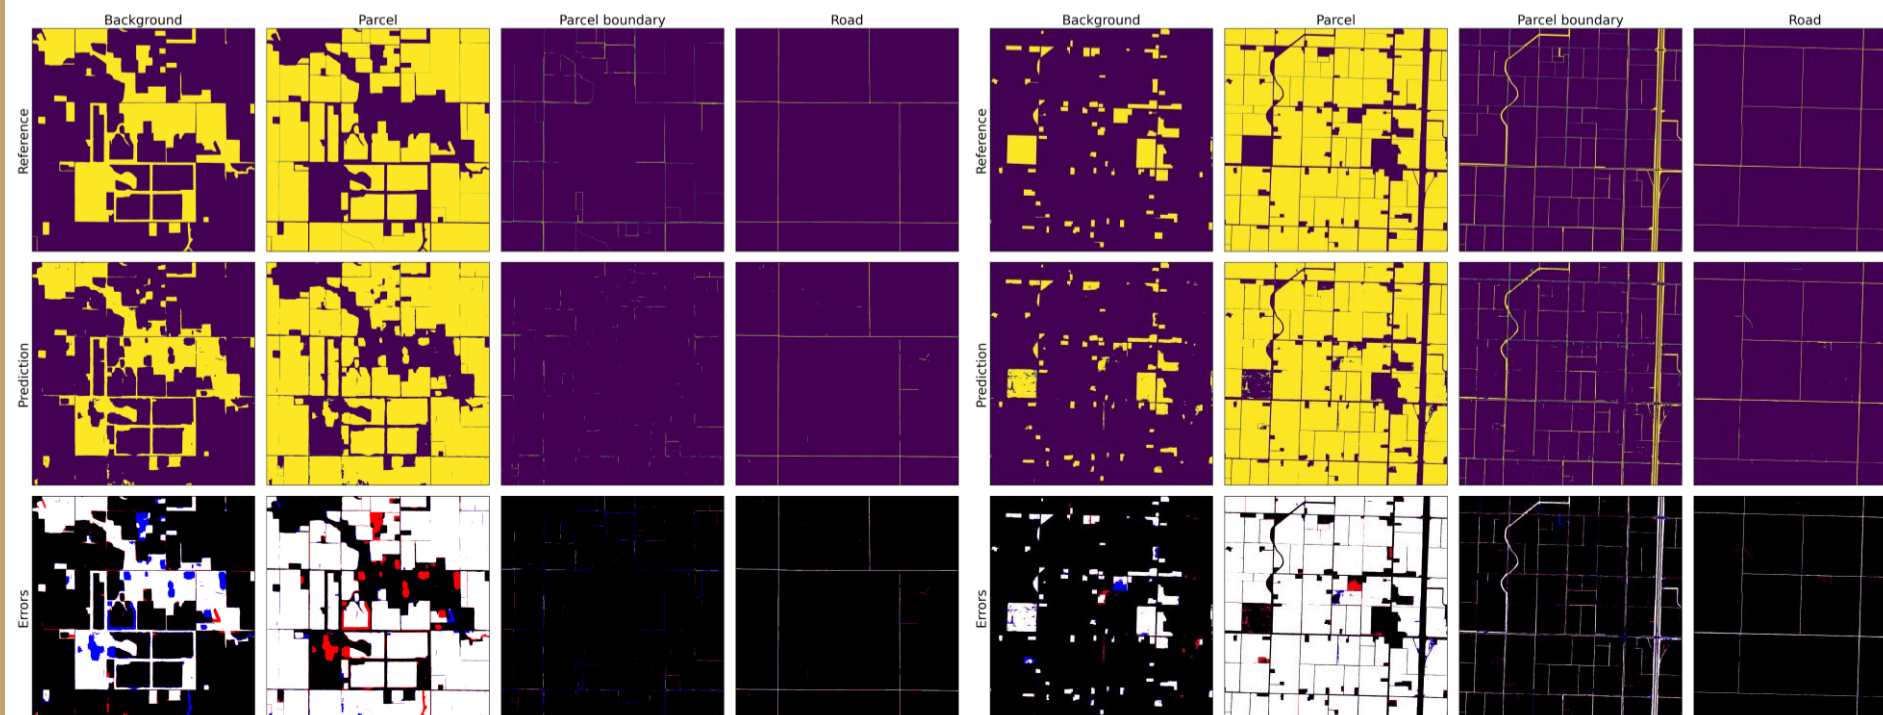 Background Parcel Parcel boundary Road Background Parcel Parcel boundary Road
Reference Reference
Prediction Prediction
Errors Errors